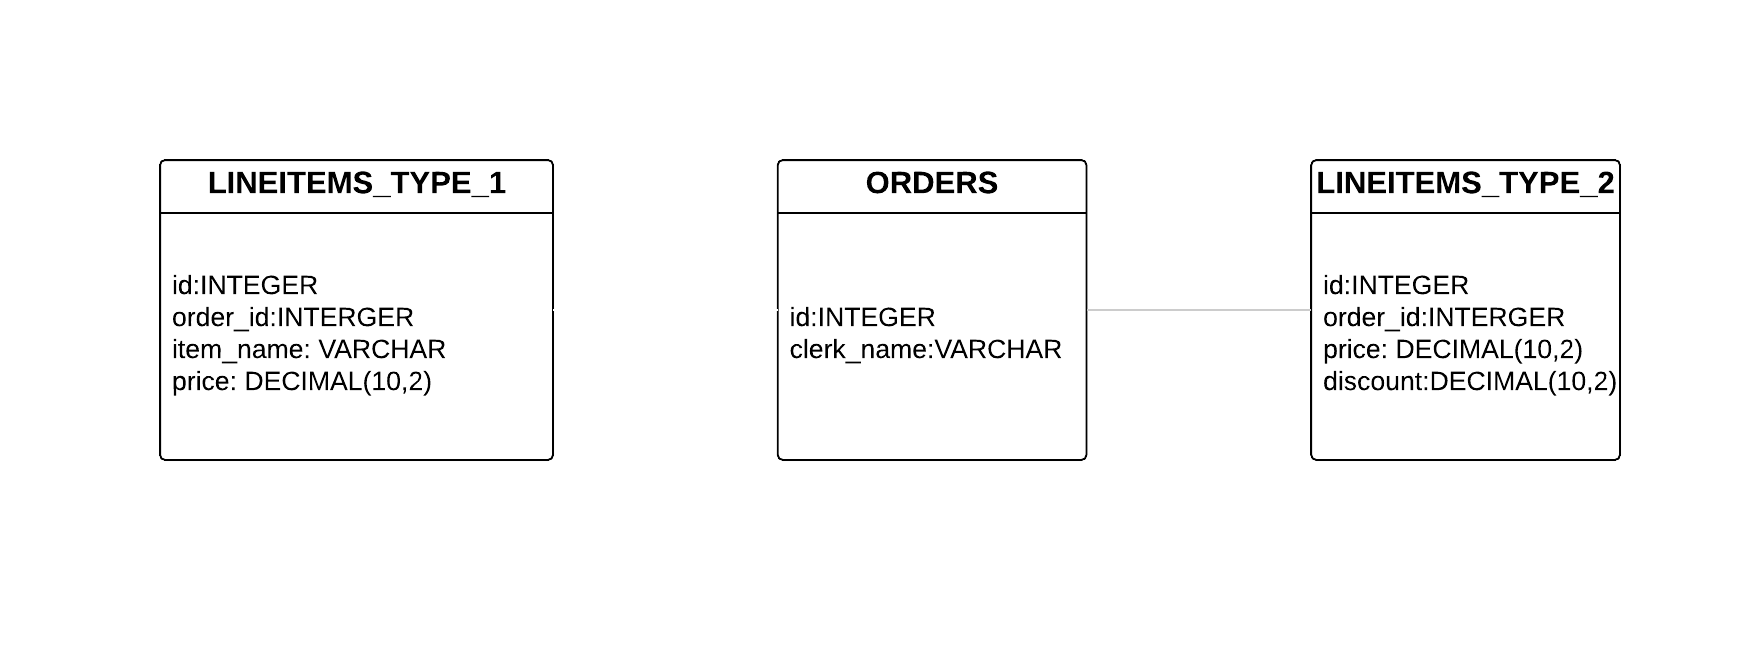 LINEITEMS_TYPE_1
id:INTEGER
order_id:INTERGER
item_name: VARCHAR
price: DECIMAL(10,2)
ORDERS
id:INTEGER
clerk_name:VARCHAR
LINEITEMS_TYPE_2
id:INTEGER
order_id:INTERGER
price: DECIMAL(10,2)
discount:DECIMAL(10,2)